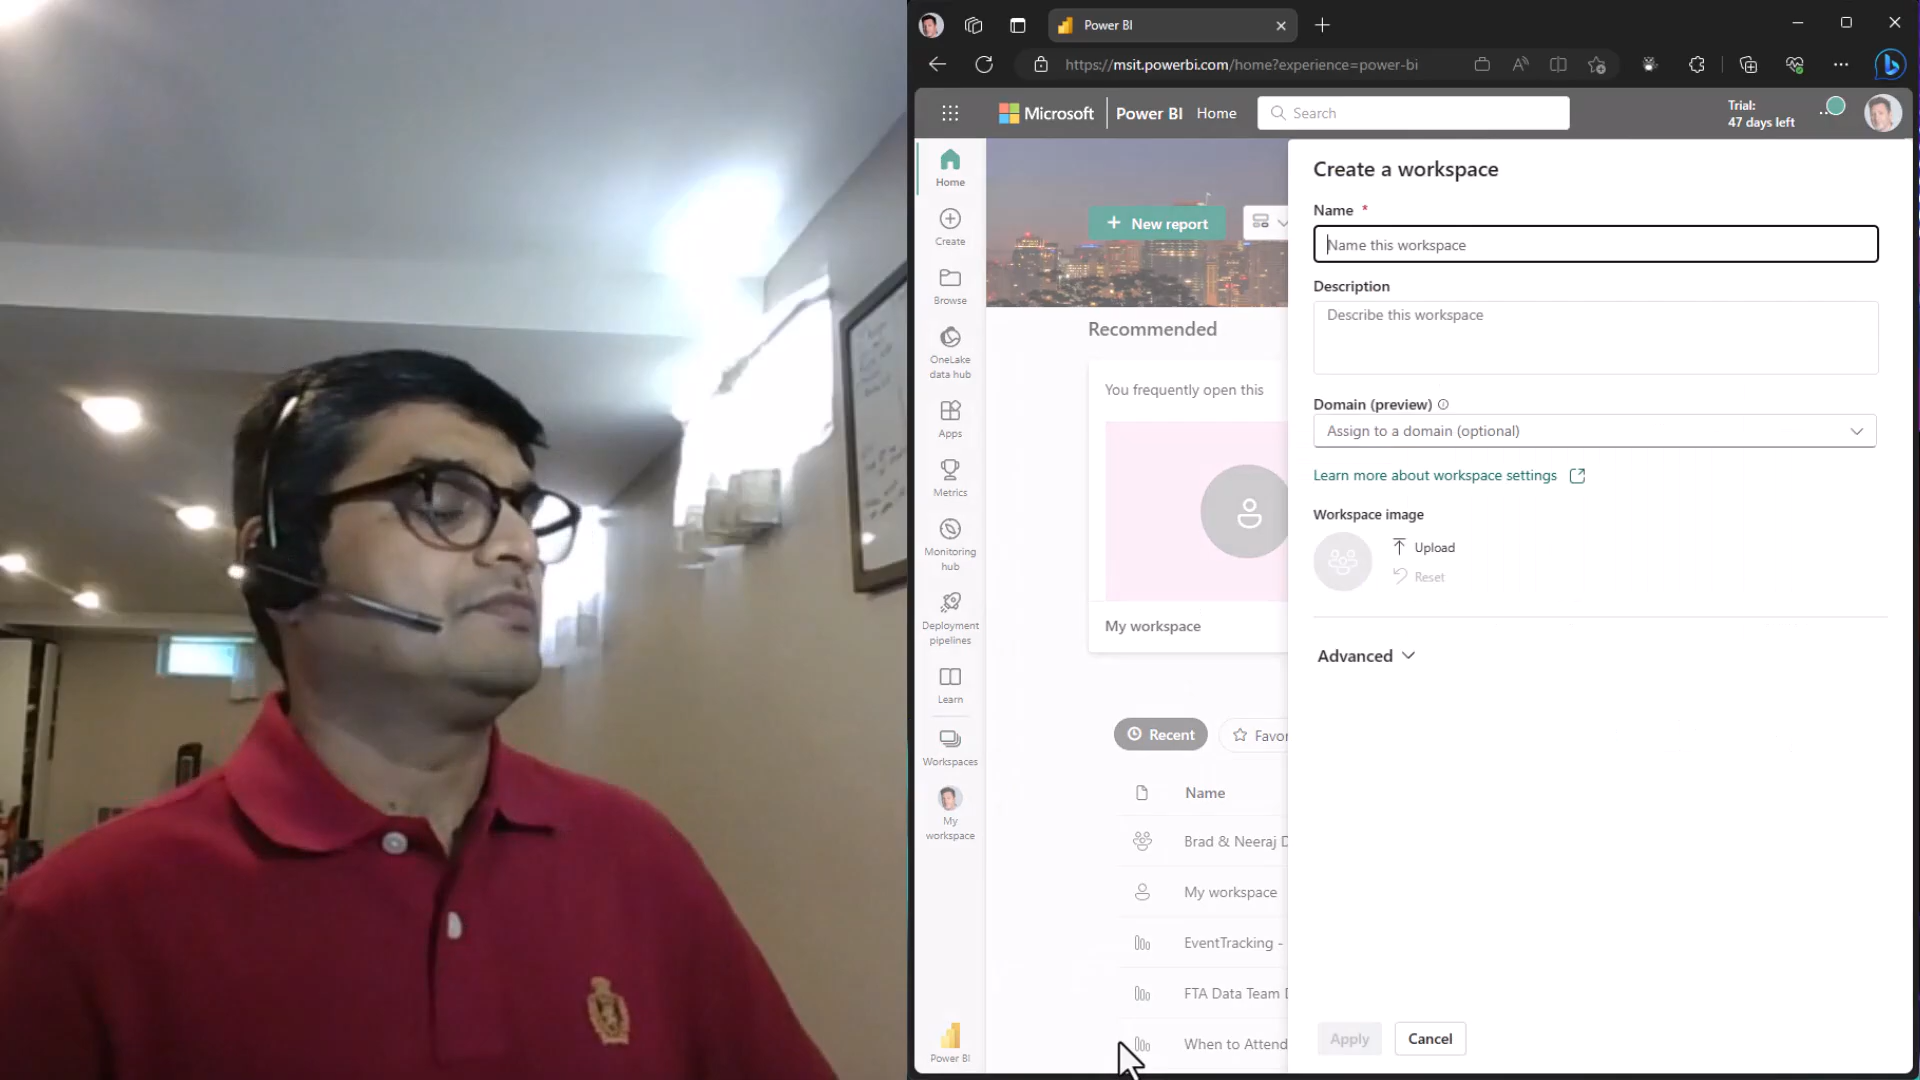 Power BI
https://msit.powerbi.com/home?experience=power-bi
Microsoft
Power BI Home
Search
Trial:
47 days left
Home
Create
Browse
OneLake
data hub
Apps
Metrics
Monitoring
hub
Deployment
pipelines
Learn
Workspaces
My
workspace
Power BI
New report
Recommended
You frequently open this
My workspace
Recent
Favor
Name
Brad & Neeraj D
My workspace
EventTracking -
FTA Data Team D
When to Attend
Create a workspace
Name *
Name this workspace
Description
Describe this workspace
Domain (preview)
Assign to a domain (optional)
Learn more about workspace settings
Workspace image
Upload
Reset
Advanced
Apply
Cancel